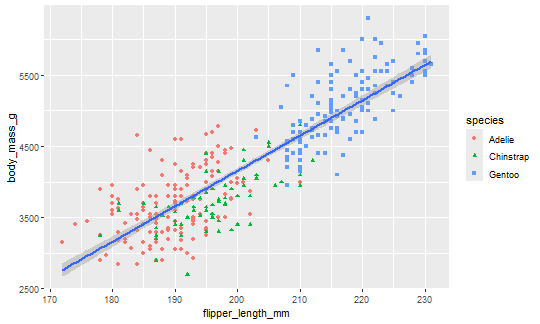 body_mass_g
5500
4500
3500
2500
170
180
190
200
210
220
230
flipper_length_mm
species
Adelie
Chinstrap
Gentoo